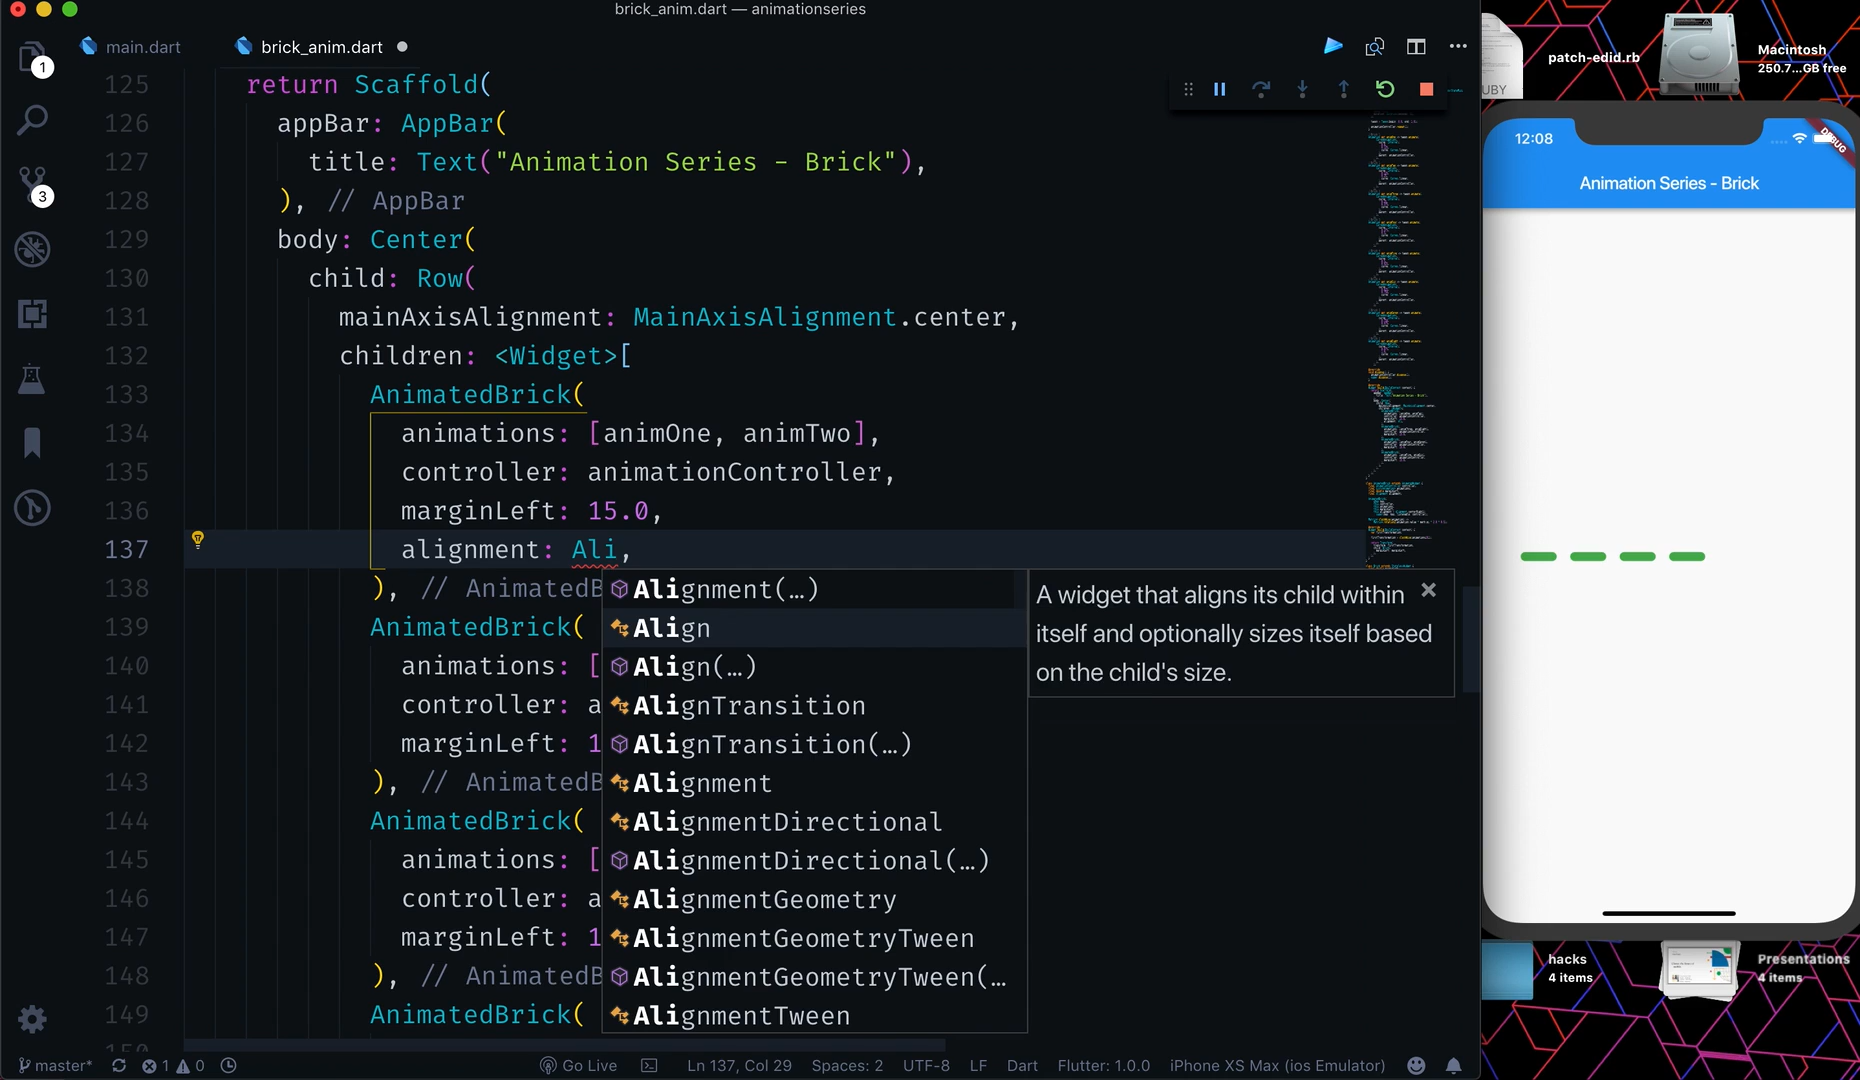 brick_anim.dart — animationseries
main.dart
brick_anim.dart
1
3
125 return Scaffold(
126 appBar: AppBar(
127 title: Text("Animation Series - Brick"),
128 ), // AppBar
129 body: Center(
130 child: Row(
131 mainAxisAlignment: MainAxisAlignment.center,
132 children: <Widget>[
133 AnimatedBrick(
134 animations: [animOne, animTwo],
135 controller: animationController,
136 marginLeft: 15.0,
137 alignment: Ali,
138 ), // AnimatedB
139 AnimatedBrick(
140 animations: [
141 controller: a
142 marginLeft: 1
143 ), // AnimatedB
144 AnimatedBrick(
145 animations: [
146 controller: a
147 marginLeft: 1
148 ), // AnimatedB
149 AnimatedBrick(
150
Alignment(…)
Align
Align(…)
AlignTransition
AlignTransition(…)
Alignment
AlignmentDirectional
AlignmentDirectional(…)
AlignmentGeometry
AlignmentGeometryTween
AlignmentGeometryTween(…
AlignmentTween
A widget that aligns its child within
itself and optionally sizes itself based
on the child's size.
master*
1
0
Go Live
Ln 137, Col 29
Spaces: 2
UTF-8
LF
Dart
Flutter: 1.0.0
iPhone XS Max (ios Emulator)
UBY
patch-edid.rb
Macintosh
250.7...GB free
12:08
DEBUG
Animation Series - Brick
hacks
4 items
Presentations
4 items